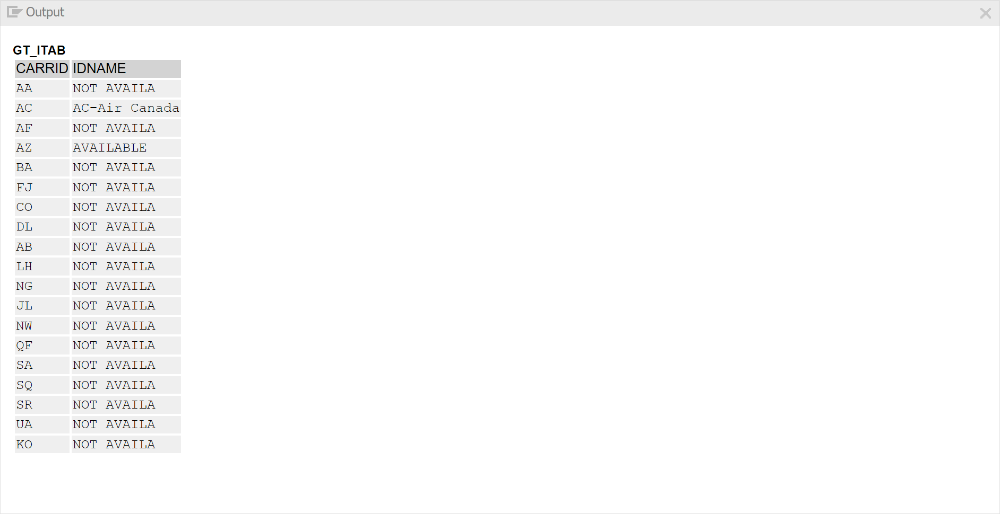 Output
GT_ITAB
CARRID IDNAME
AA NOT AVAILA
AC AC-Air Canada
AF NOT AVAILA
AZ AVAILABLE
BA NOT AVAILA
FJ NOT AVAILA
CO NOT AVAILA
DL NOT AVAILA
AB NOT AVAILA
LH NOT AVAILA
NG NOT AVAILA
JL NOT AVAILA
NW NOT AVAILA
QF NOT AVAILA
SA NOT AVAILA
SQ NOT AVAILA
SR NOT AVAILA
UA NOT AVAILA
KO NOT AVAILA